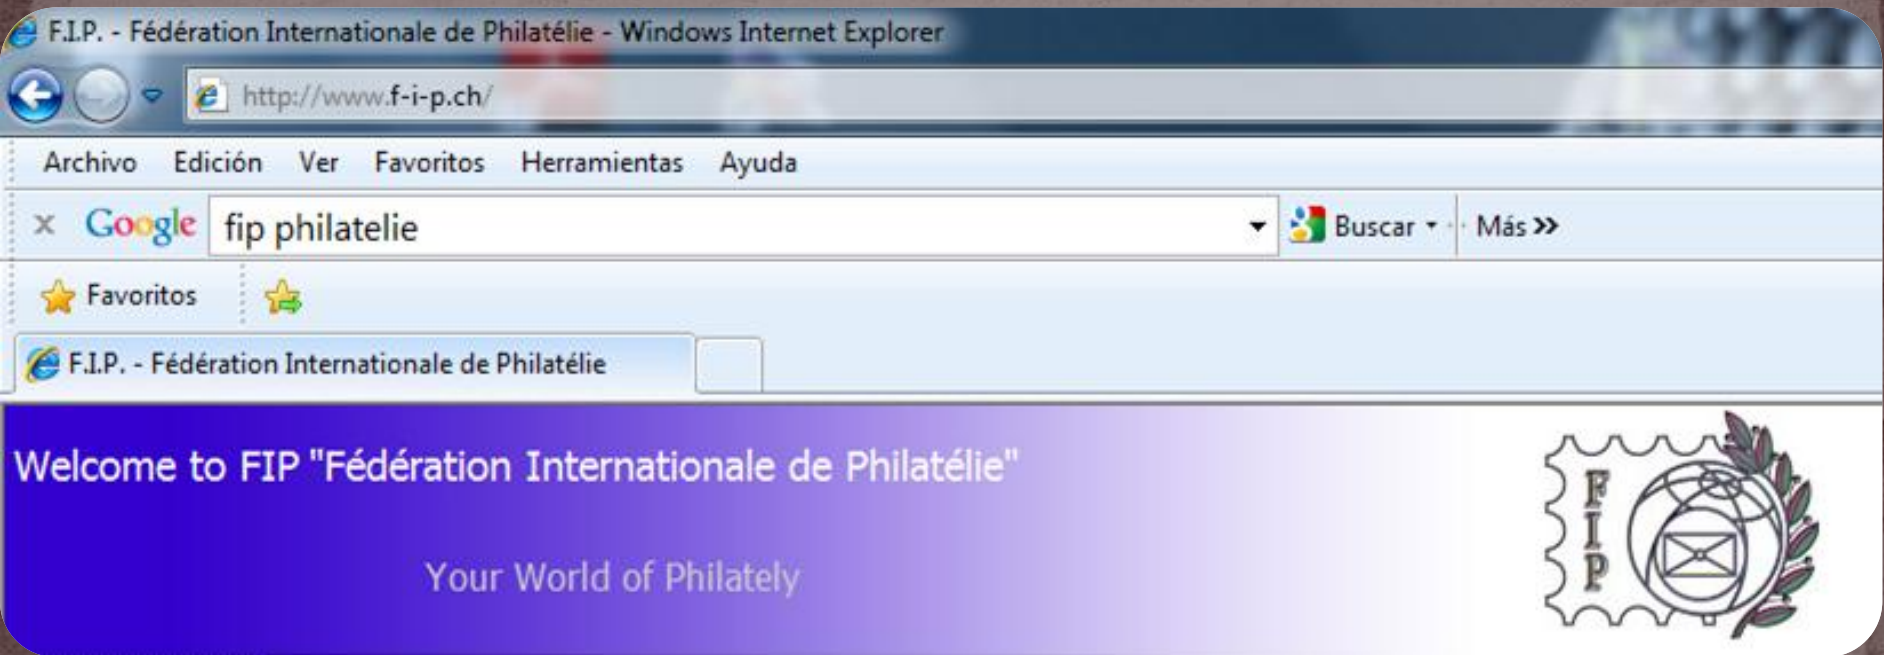 F.I.P. - Fédération Internationale de Philatélie - Windows Internet Explorer
http://www.f-i-p.ch/
Archivo Edición Ver Favoritos Herramientas Ayuda
x Google fip philatelie Buscar Más >>
Favoritos
F.I.P. - Fédération Internationale de Philatélie
Welcome to FIP "Fédération Internationale de Philatélie"
Your World of Philately
FIP